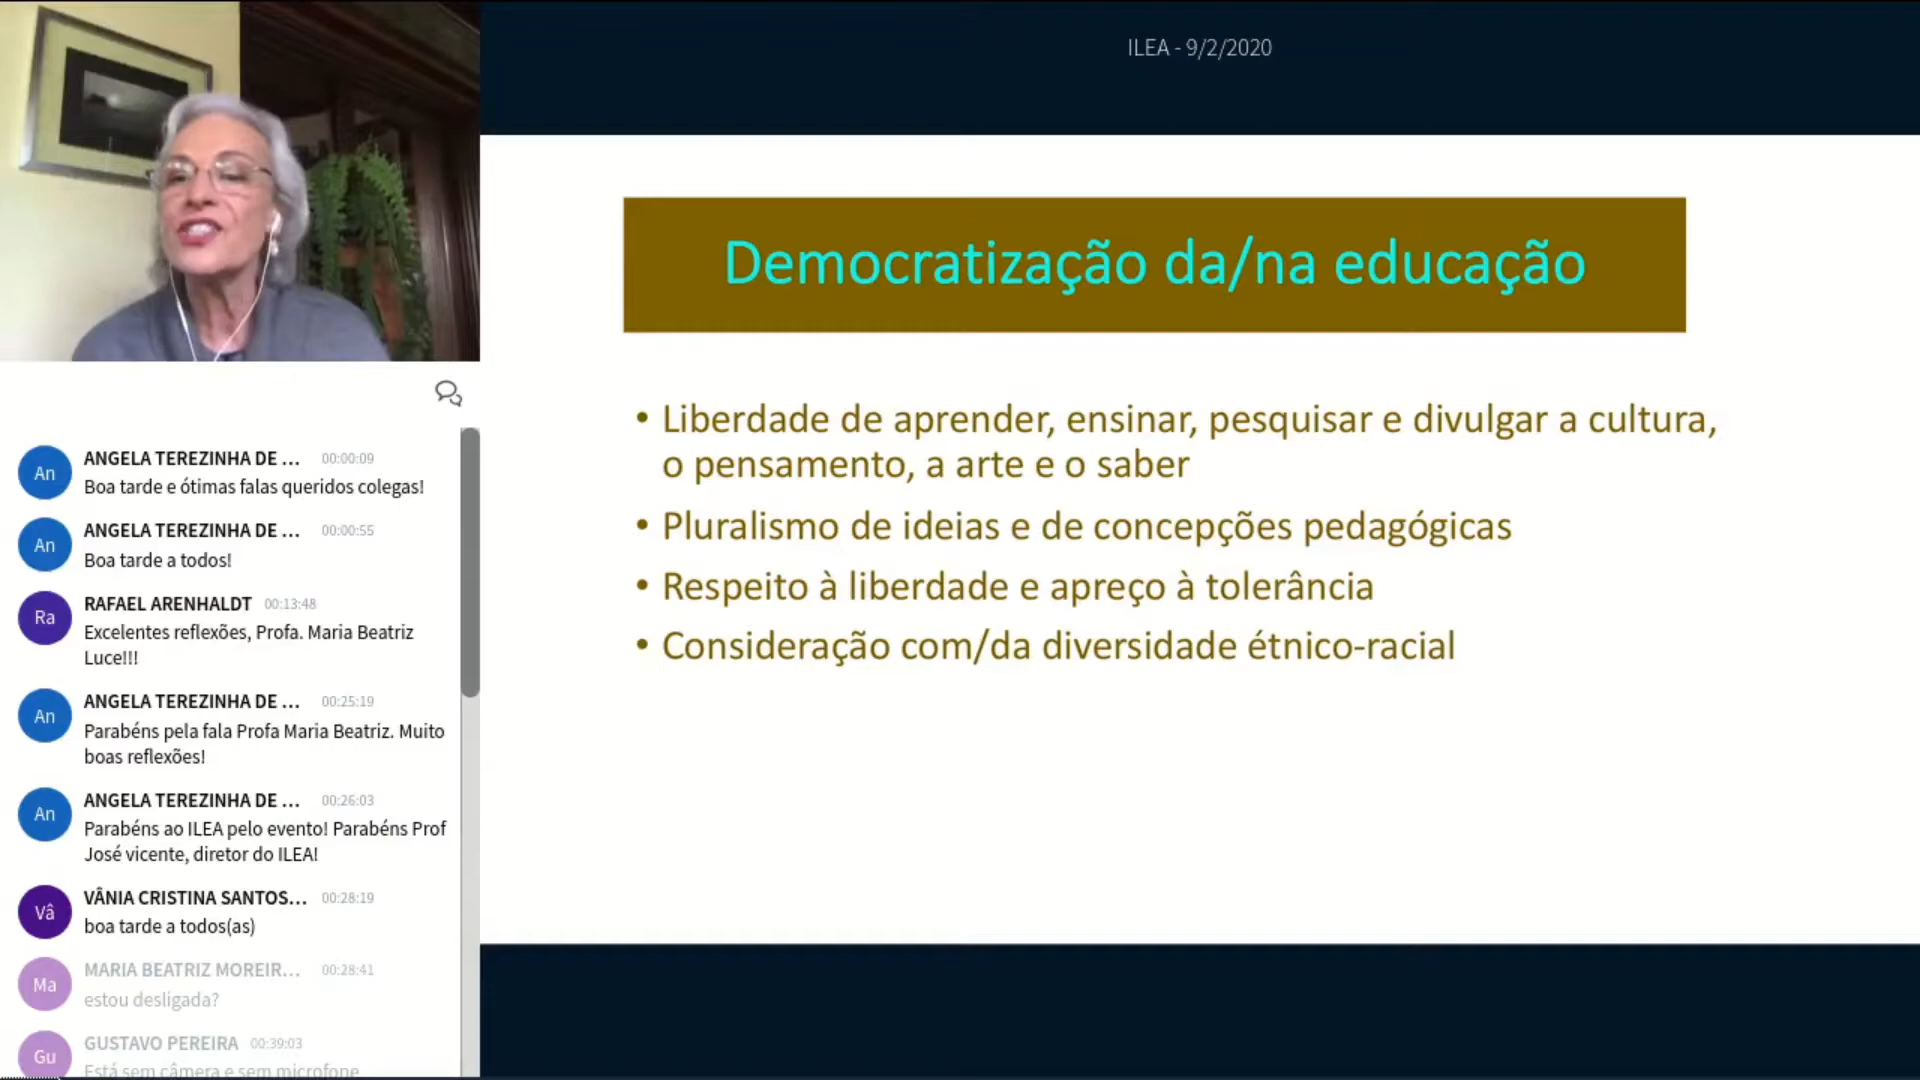 ILEA - 9/2/2020
Democratização da/na educação
• Liberdade de aprender, ensinar, pesquisar e divulgar a cultura,
o pensamento, a arte e o saber
• Pluralismo de ideias e de concepções pedagógicas
• Respeito à liberdade e apreço à tolerância
• Consideração com/da diversidade étnico-racial
An
ANGELA TEREZINHA DE ... 00:00:09
Boa tarde e ótimas falas queridos colegas!
An
ANGELA TEREZINHA DE ... 00:00:55
Boa tarde a todos!
Ra
RAFAEL ARENHALDT 00:13:48
Excelentes reflexões, Profa. Maria Beatriz
Luce!!!
An
ANGELA TEREZINHA DE ... 00:25:19
Parabéns pela fala Profa Maria Beatriz. Muito
boas reflexões!
An
ANGELA TEREZINHA DE ... 00:26:03
Parabéns ao ILEA pelo evento! Parabéns Prof
José vicente, diretor do ILEA!
Vâ
VÂNIA CRISTINA SANTOS... 00:28:19
boa tarde a todos(as)
Ma
MARIA BEATRIZ MOREIR... 00:28:41
estou desligada?
Gu
GUSTAVO PEREIRA 00:39:03
Está sem câmera e sem microfone